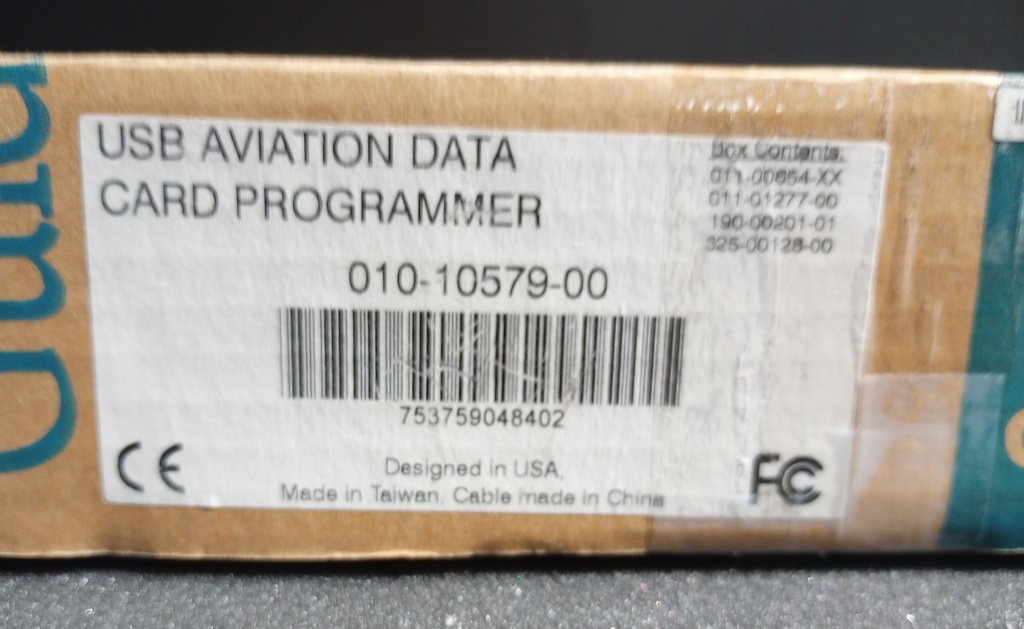 USB AVIATION DATA
CARD PROGRAMMER
Box Contents:
011-00654-XX
011-01277-00
190-00201-01
325-00128-00
010-10579-00
753759048402
CE
Designed in USA,
Made in Taiwan, Cable made in China
FC